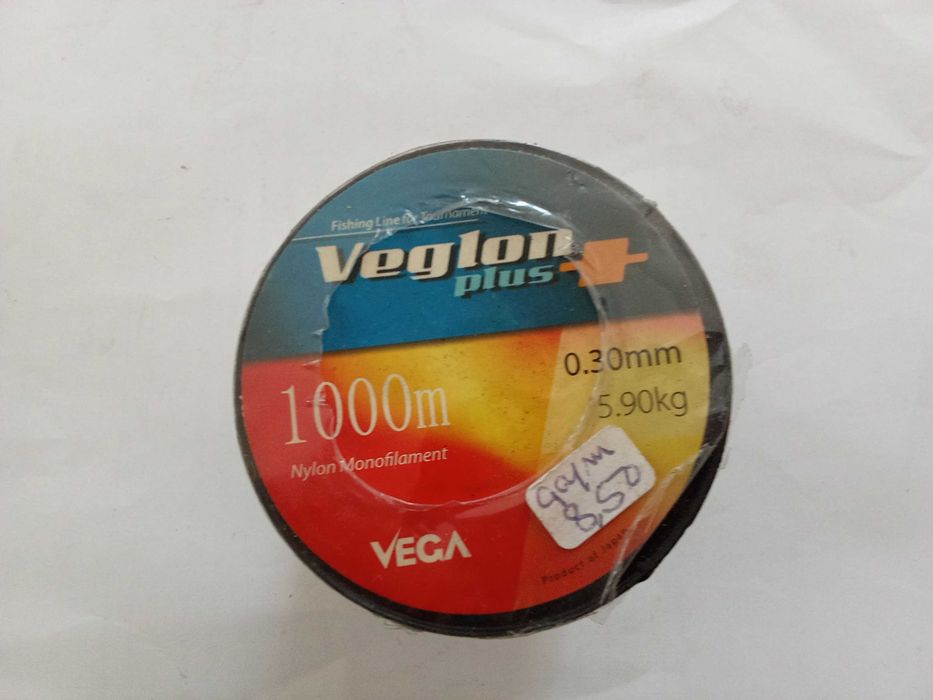 Fishing Line for Tournament
Veglon
plus +
0.30mm
5.90kg
1000m
Nylon Monofilament
8,50
VEGA
Product of Japan